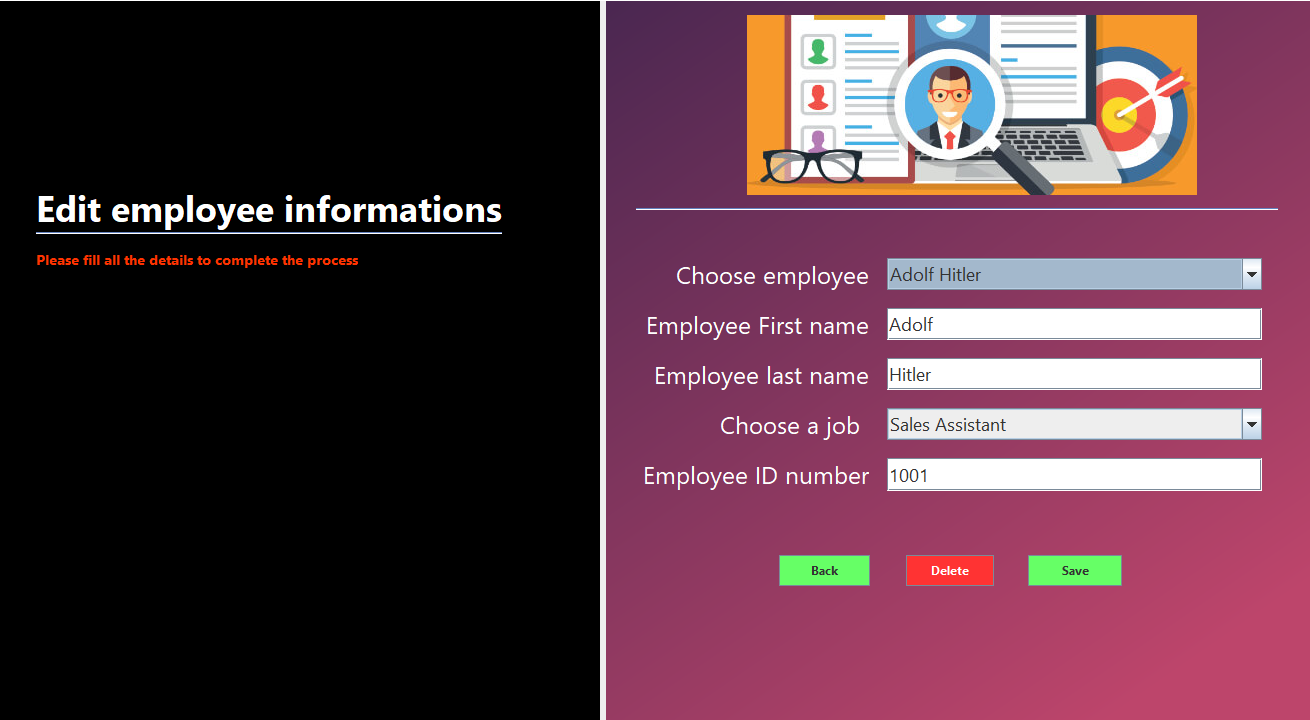 Edit employee informations
Please fill all the details to complete the process
Choose employee Adolf Hitler
Employee First name Adolf
Employee last name Hitler
Choose a job Sales Assistant
Employee ID number 1001
Back Delete Save